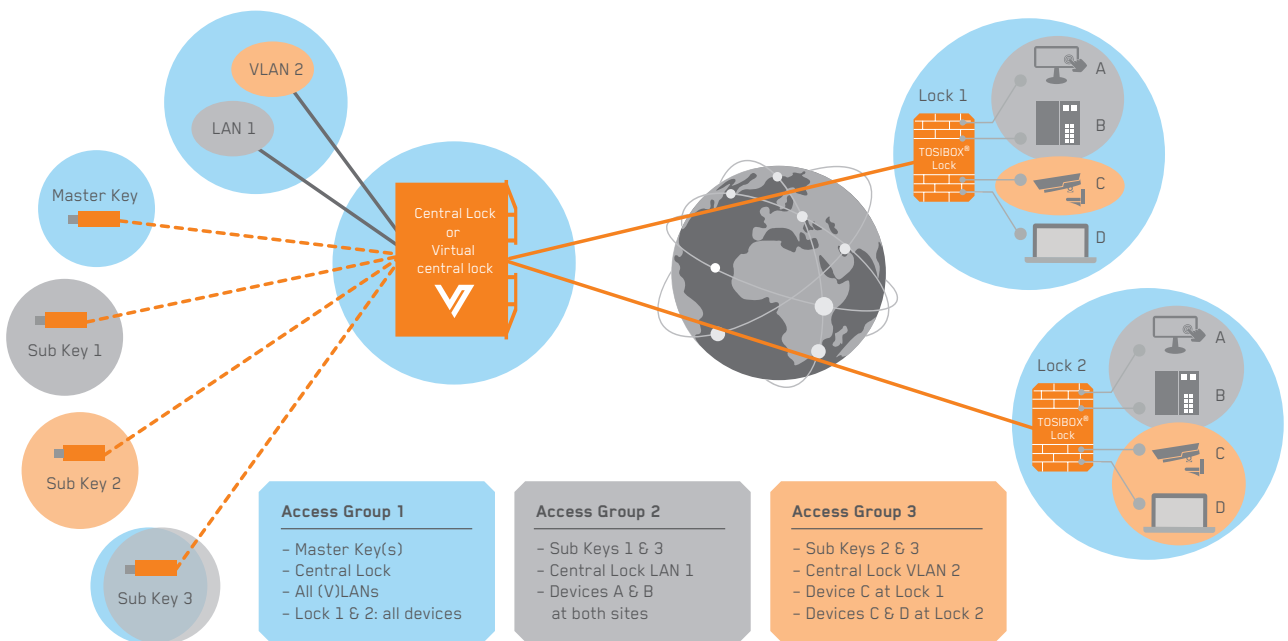 VLAN 2
LAN 1
Master Key
Sub Key 1
Sub Key 2
Sub Key 3
Central Lock
or
Virtual
central lock
Lock 1
TOSIBOX®
Lock
A
B
C
D
Lock 2
TOSIBOX®
Lock
A
B
C
D
Access Group 1
– Master Key(s)
– Central Lock
– All (V)LANs
– Lock 1 & 2: all devices
Access Group 2
– Sub Keys 1 & 3
– Central Lock LAN 1
– Devices A & B
at both sites
Access Group 3
– Sub Keys 2 & 3
– Central Lock VLAN 2
– Device C at Lock 1
– Devices C & D at Lock 2